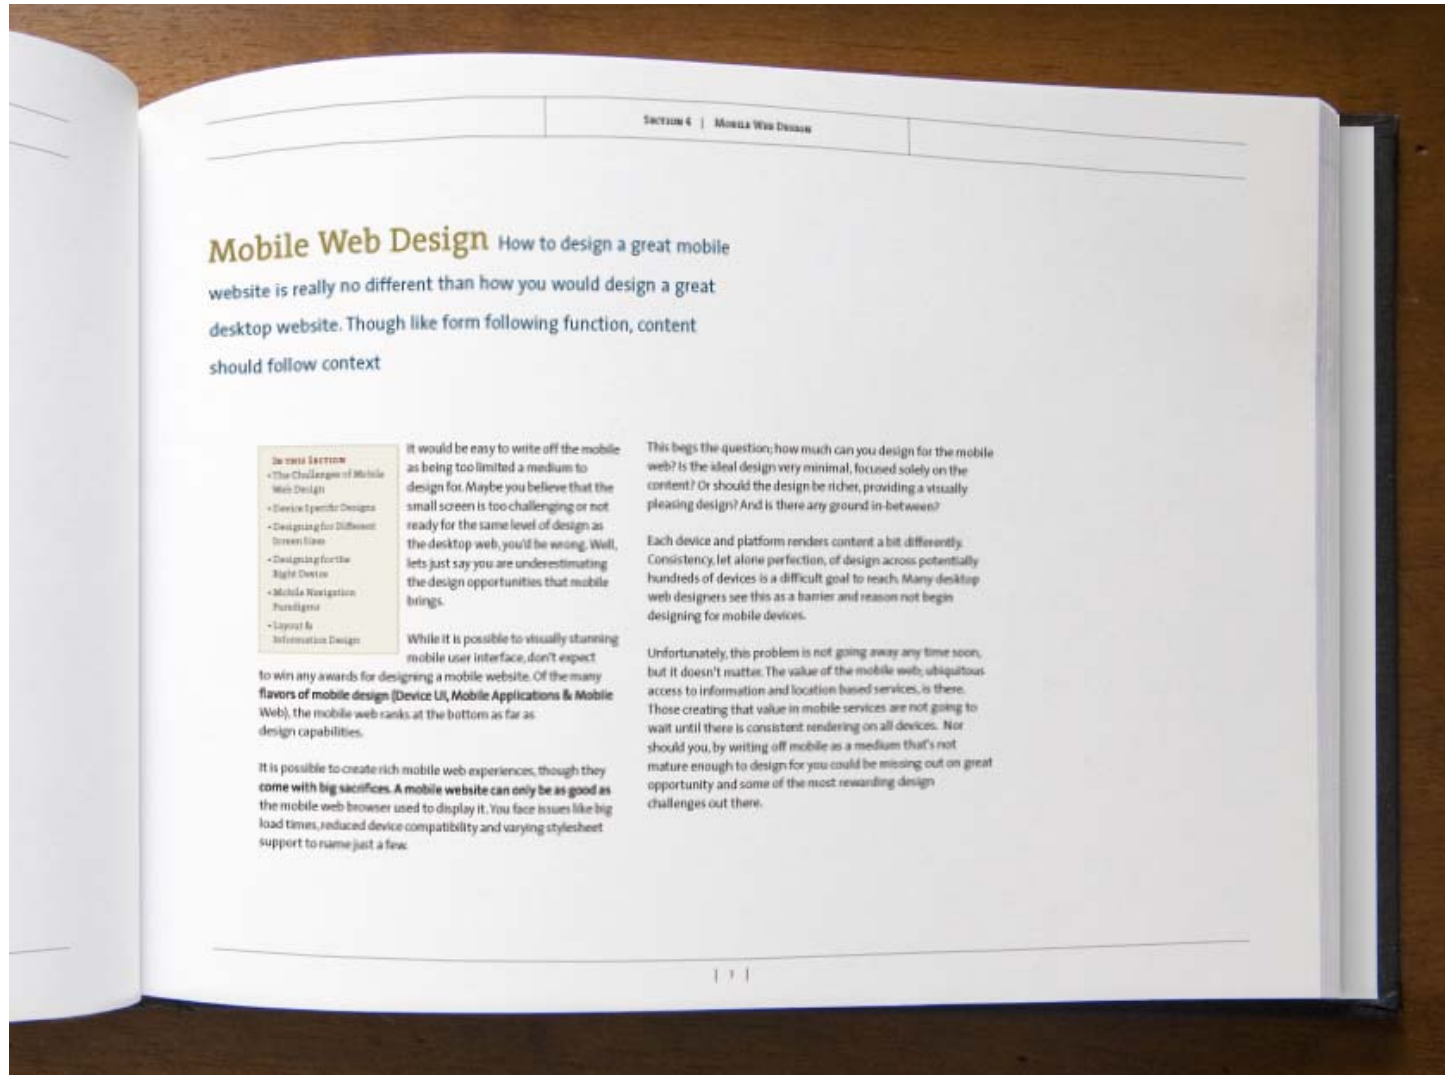 Section 4 | Mobile Web Design
Mobile Web Design How to design a great mobile
website is really no different than how you would design a great
desktop website. Though like form following function, content
should follow context
In this Section
• The Challenges of Mobile
Web Design
• Device Specific Designs
• Designing for Different
Screen Sizes
• Designing for the
Right Device
• Mobile Navigation
Paradigms
• Layout &
Information Design
It would be easy to write off the mobile
as being too limited a medium to
design for. Maybe you believe that the
small screen is too challenging or not
ready for the same level of design as
the desktop web, you'd be wrong. Well,
lets just say you are underestimating
the design opportunities that mobile
brings.
While it is possible to visually stunning
mobile user interface, don't expect
to win any awards for designing a mobile website. Of the many
flavors of mobile design (Device UI, Mobile Applications & Mobile
Web), the mobile web ranks at the bottom as far as
design capabilities.
It is possible to create rich mobile web experiences, though they
come with big sacrifices. A mobile website can only be as good as
the mobile web browser used to display it. You face issues like big
load times, reduced device compatibility and varying stylesheet
support to name just a few.
This begs the question; how much can you design for the mobile
web? Is the ideal design very minimal, focused solely on the
content? Or should the design be richer, providing a visually
pleasing design? And is there any ground in-between?
Each device and platform renders content a bit differently.
Consistency, let alone perfection, of design across potentially
hundreds of devices is a difficult goal to reach. Many desktop
web designers see this as a barrier and reason not begin
designing for mobile devices.
Unfortunately, this problem is not going away any time soon,
but it doesn't matter. The value of the mobile web; ubiquitous
access to information and location based services, is there.
Those creating that value in mobile services are not going to
wait until there is consistent rendering on all devices. Nor
should you, by writing off mobile as a medium that's not
mature enough to design for you could be missing out on great
opportunity and some of the most rewarding design
challenges out there.